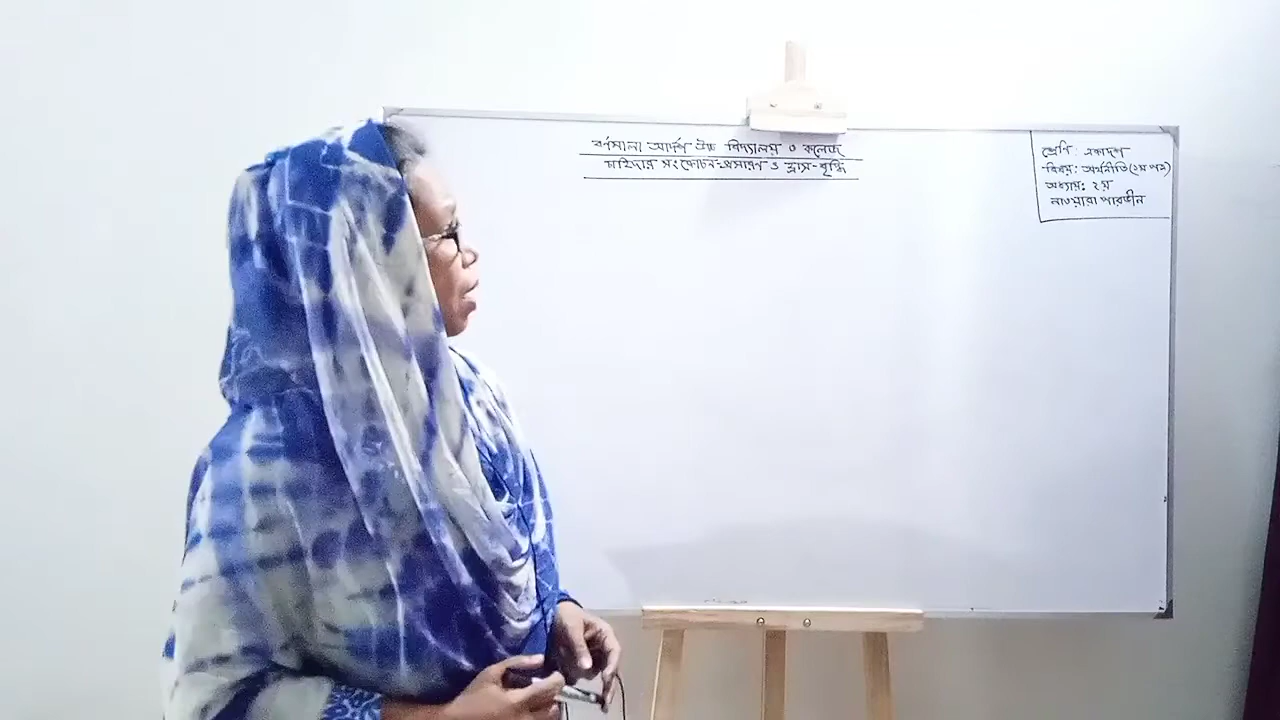 বর্ণমালা আদর্শ উচ্চ বিদ্যালয় ও কলেজ
চাহিদার সংকোচন-প্রসারণ ও হ্রাস-বৃদ্ধি
শ্রেণি: একাদশ
বিষয়: অর্থনীতি (১ম পত্র)
অধ্যায়: ২য়
নাওয়ারা পারভীন